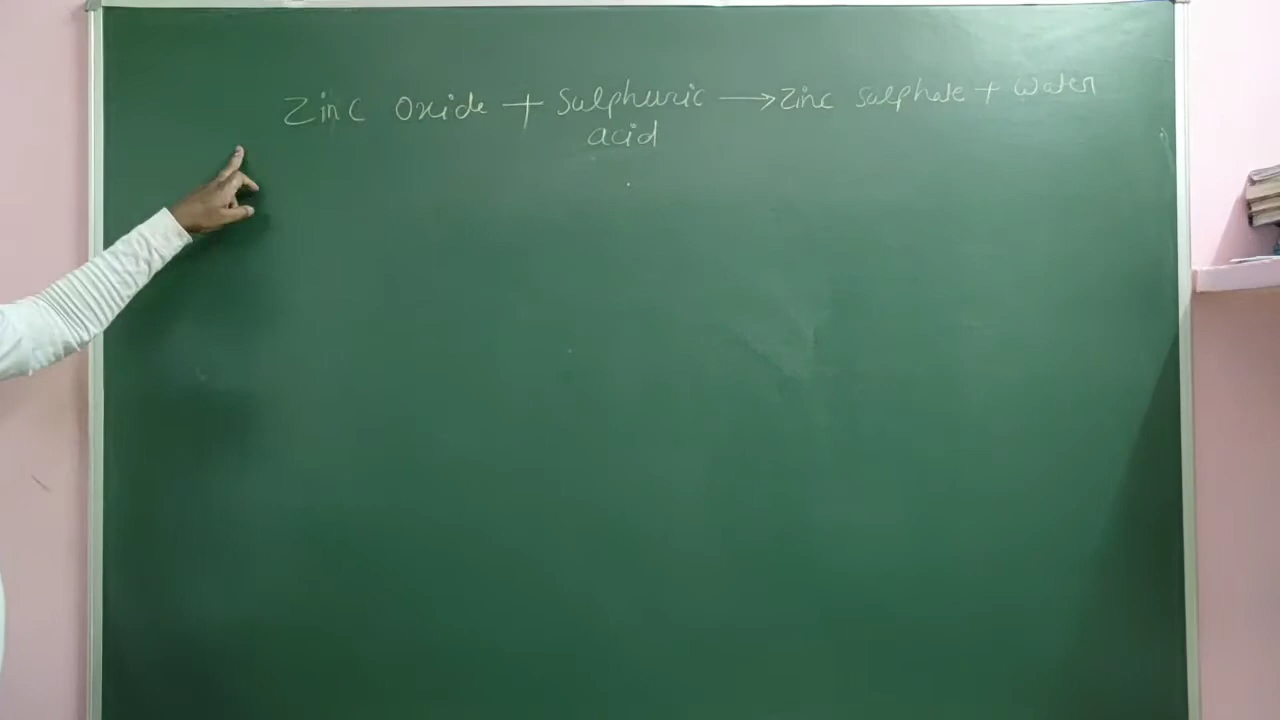 Zinc Oxide + Sulphuric → Zinc Sulphate + Water
acid